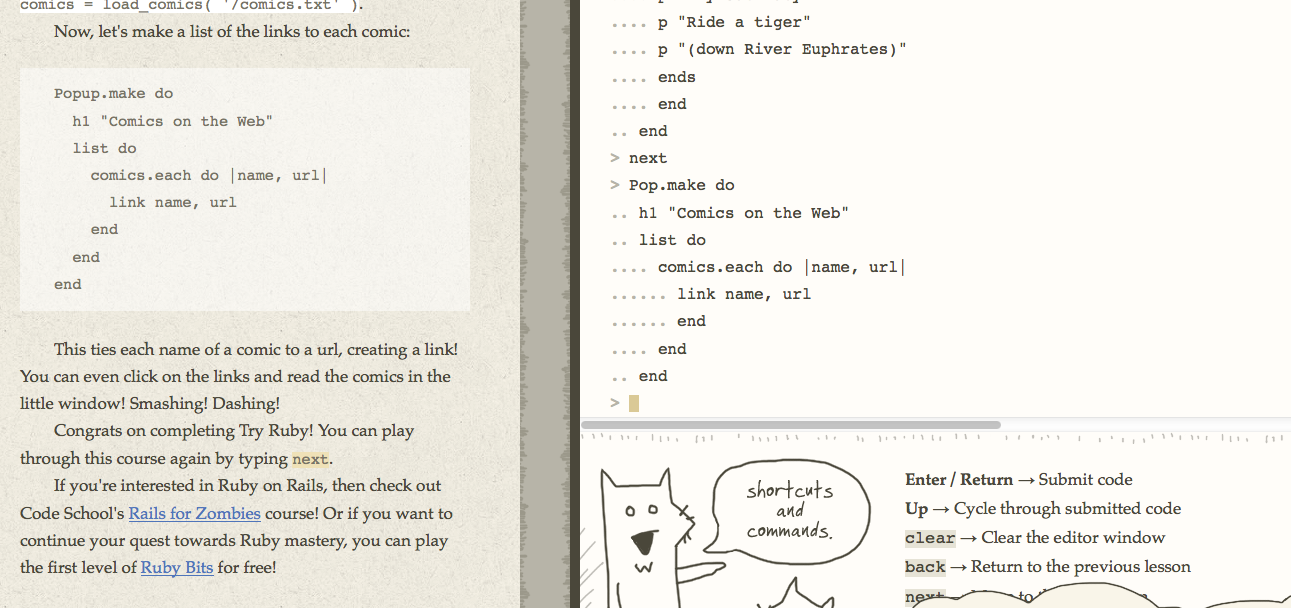 comics = load_comics( '/comics.txt' ).
Now, let's make a list of the links to each comic:
Popup.make do
h1 "Comics on the Web"
list do
comics.each do |name, url|
link name, url
end
end
end
This ties each name of a comic to a url, creating a link!
You can even click on the links and read the comics in the
little window! Smashing! Dashing!
Congrats on completing Try Ruby! You can play
through this course again by typing next.
If you're interested in Ruby on Rails, then check out
Code School's Rails for Zombies course! Or if you want to
continue your quest towards Ruby mastery, you can play
the first level of Ruby Bits for free!
.... p "Ride a tiger"
.... p "(down River Euphrates)"
.... ends
.... end
.. end
> next
> Pop.make do
.. h1 "Comics on the Web"
.. list do
.... comics.each do |name, url|
...... link name, url
...... end
.... end
.. end
>
shortcuts
and
commands.
Enter / Return → Submit code
Up → Cycle through submitted code
clear → Clear the editor window
back → Return to the previous lesson
next